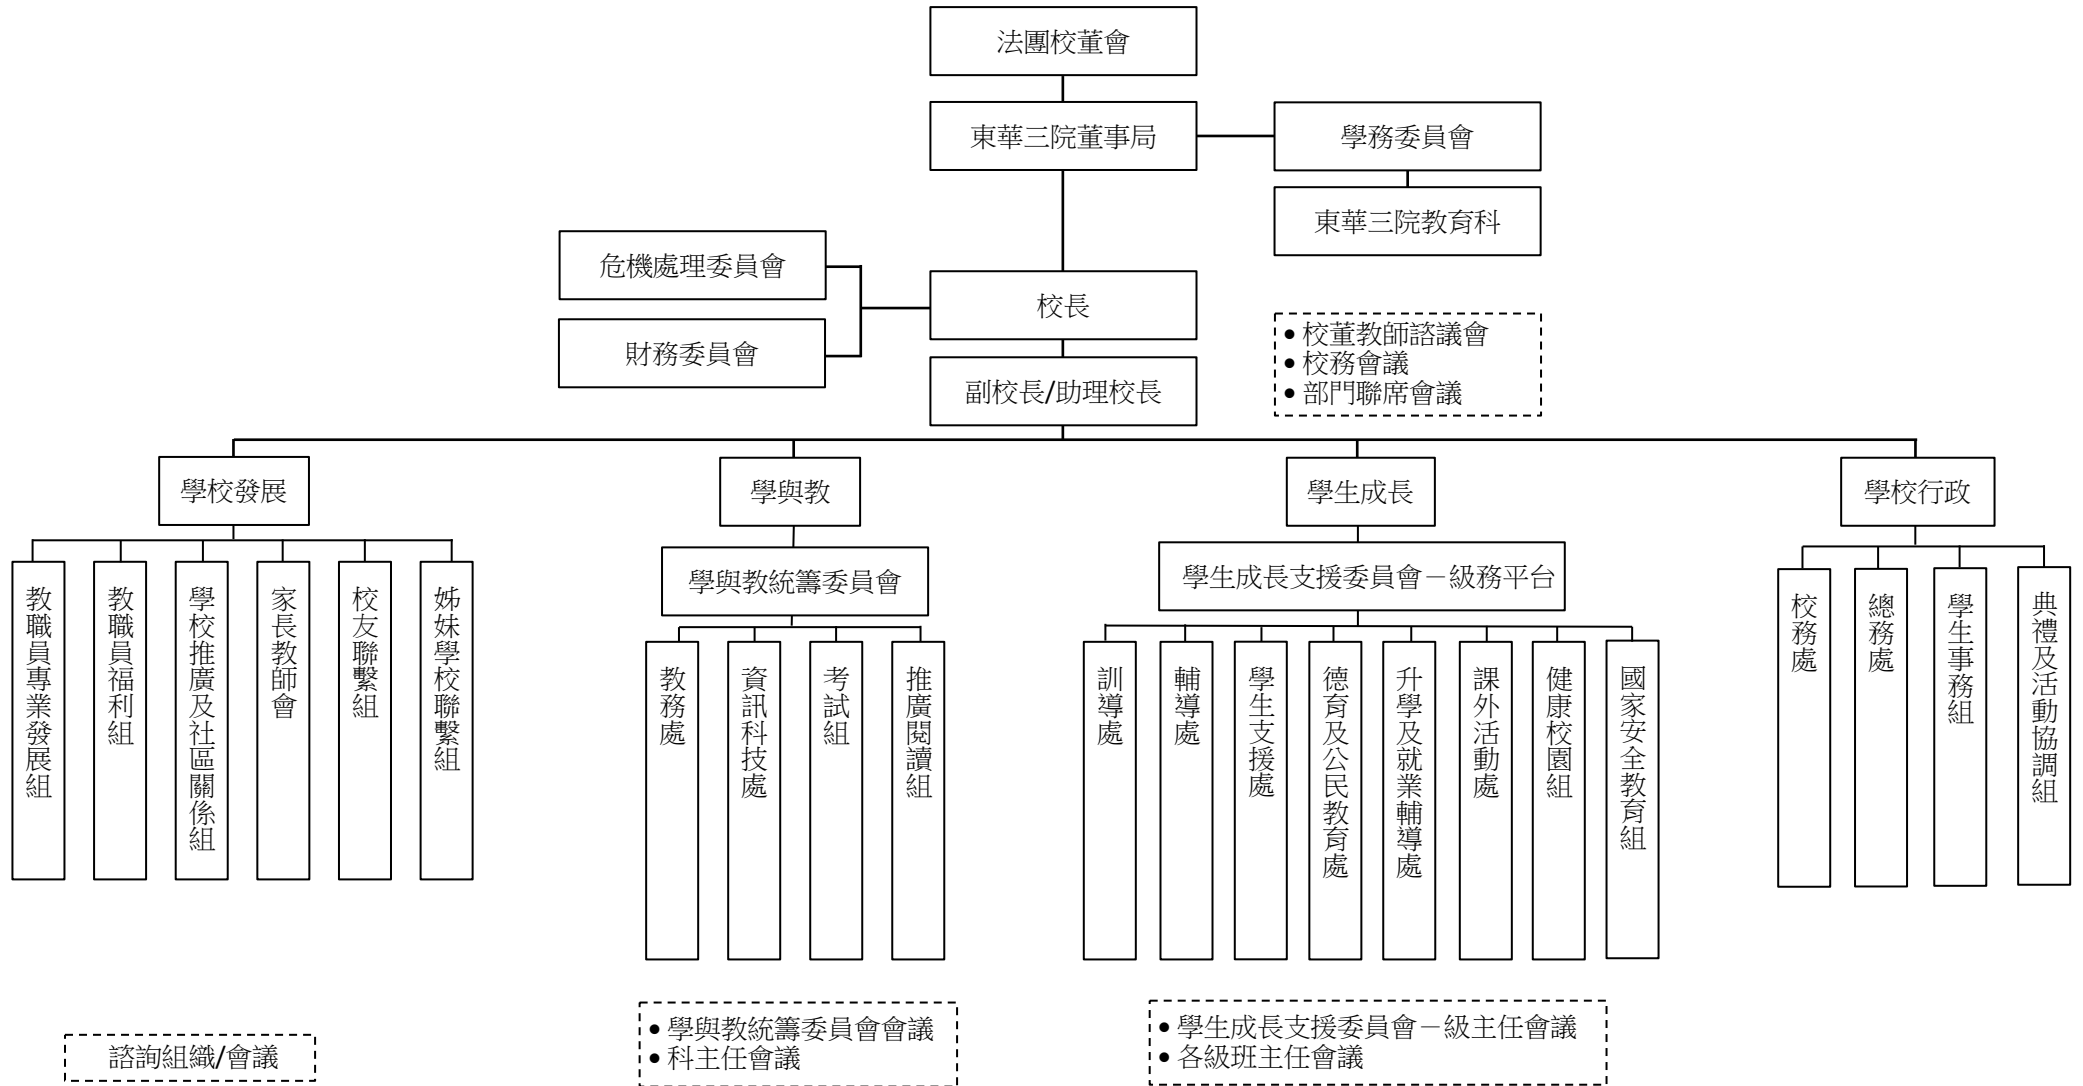 法團校董會
東華三院董事局
學務委員會
東華三院教育科
危機處理委員會
校長
財務委員會
副校長/助理校長
• 校董教師諮議會
• 校務會議
• 部門聯席會議
學校發展
學與教
學生成長
學校行政
學與教統籌委員會
學生成長支援委員會－級務平台
教職員專業發展組
教職員福利組
學校推廣及社區關係組
家長教師會
校友聯繫組
姊妹學校聯繫組
教務處
資訊科技處
考試組
推廣閱讀組
訓導處
輔導處
學生支援處
德育及公民教育處
升學及就業輔導處
課外活動處
健康校園組
國家安全教育組
校務處
總務處
學生事務組
典禮及活動協調組
諮詢組織/會議
• 學與教統籌委員會會議
• 科主任會議
• 學生成長支援委員會－級主任會議
• 各級班主任會議